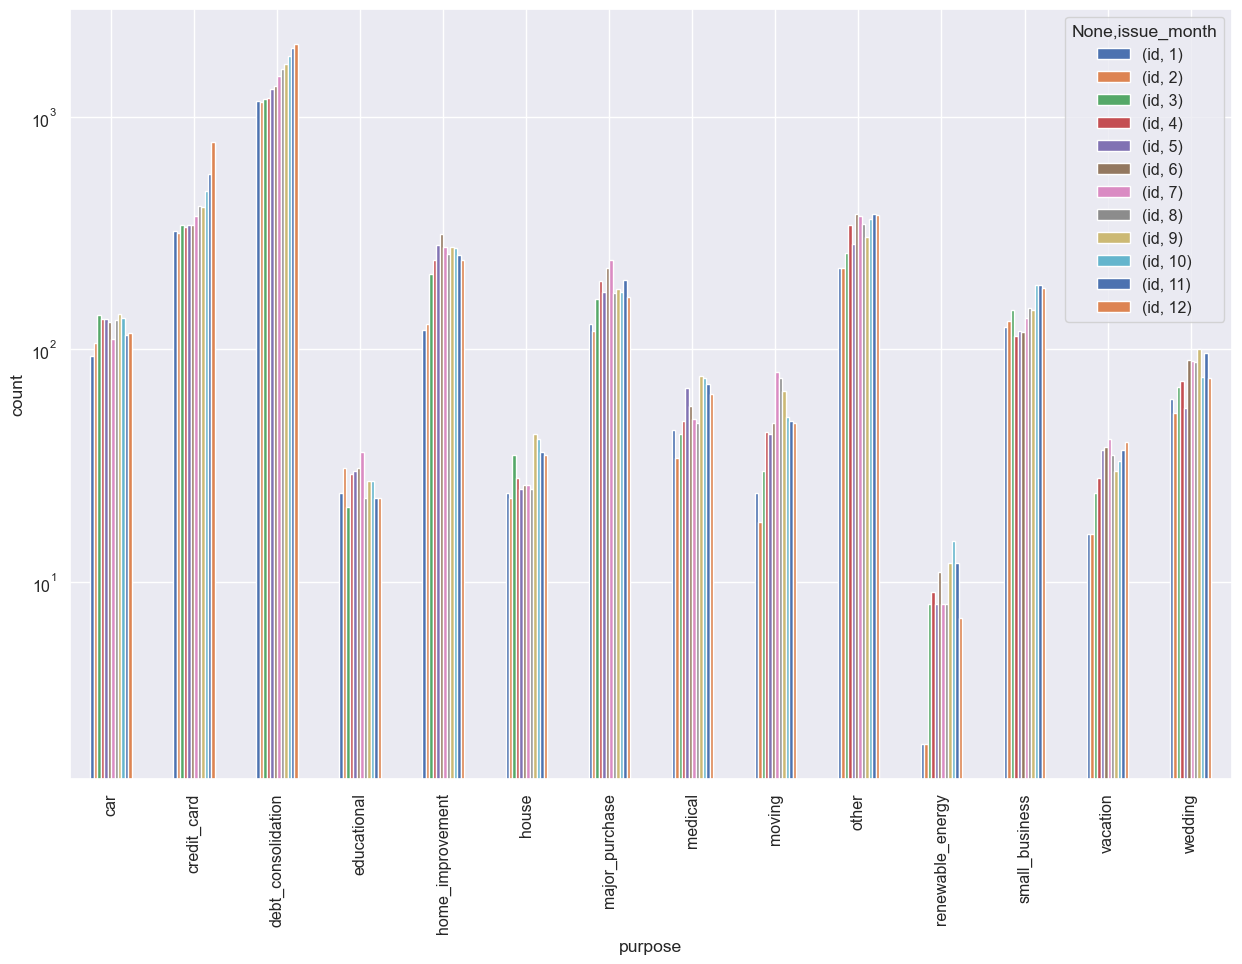 None,issue_month
(id, 1)
(id, 2)
(id, 3)
(id, 4)
(id, 5)
(id, 6)
(id, 7)
(id, 8)
(id, 9)
(id, 10)
(id, 11)
(id, 12)
10³
10²
10¹
count
car
credit_card
debt_consolidation
educational
home_improvement
house
major_purchase
medical
moving
other
renewable_energy
small_business
vacation
wedding
purpose